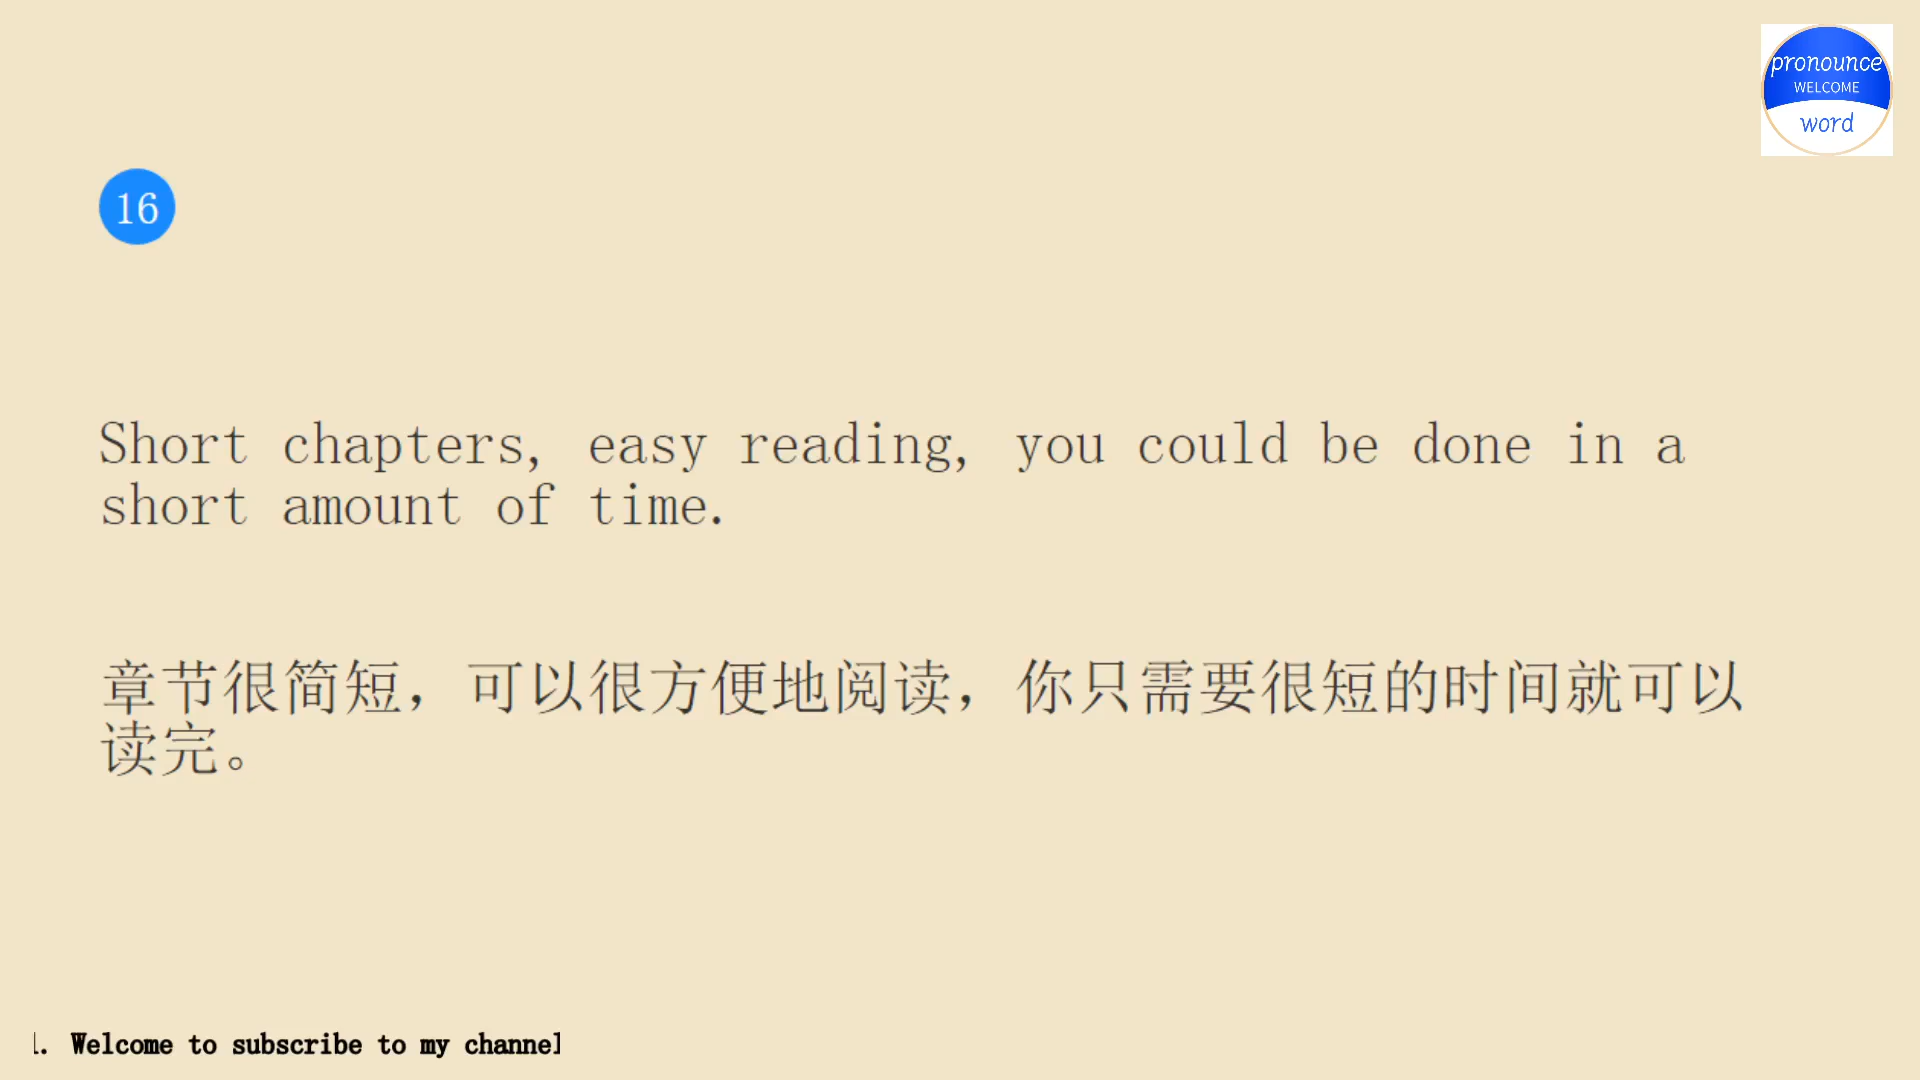 pronounce
WELCOME
word
16
Short chapters, easy reading, you could be done in a
short amount of time.
章节很简短，可以很方便地阅读，你只需要很短的时间就可以
读完。
. Welcome to subscribe to my channel